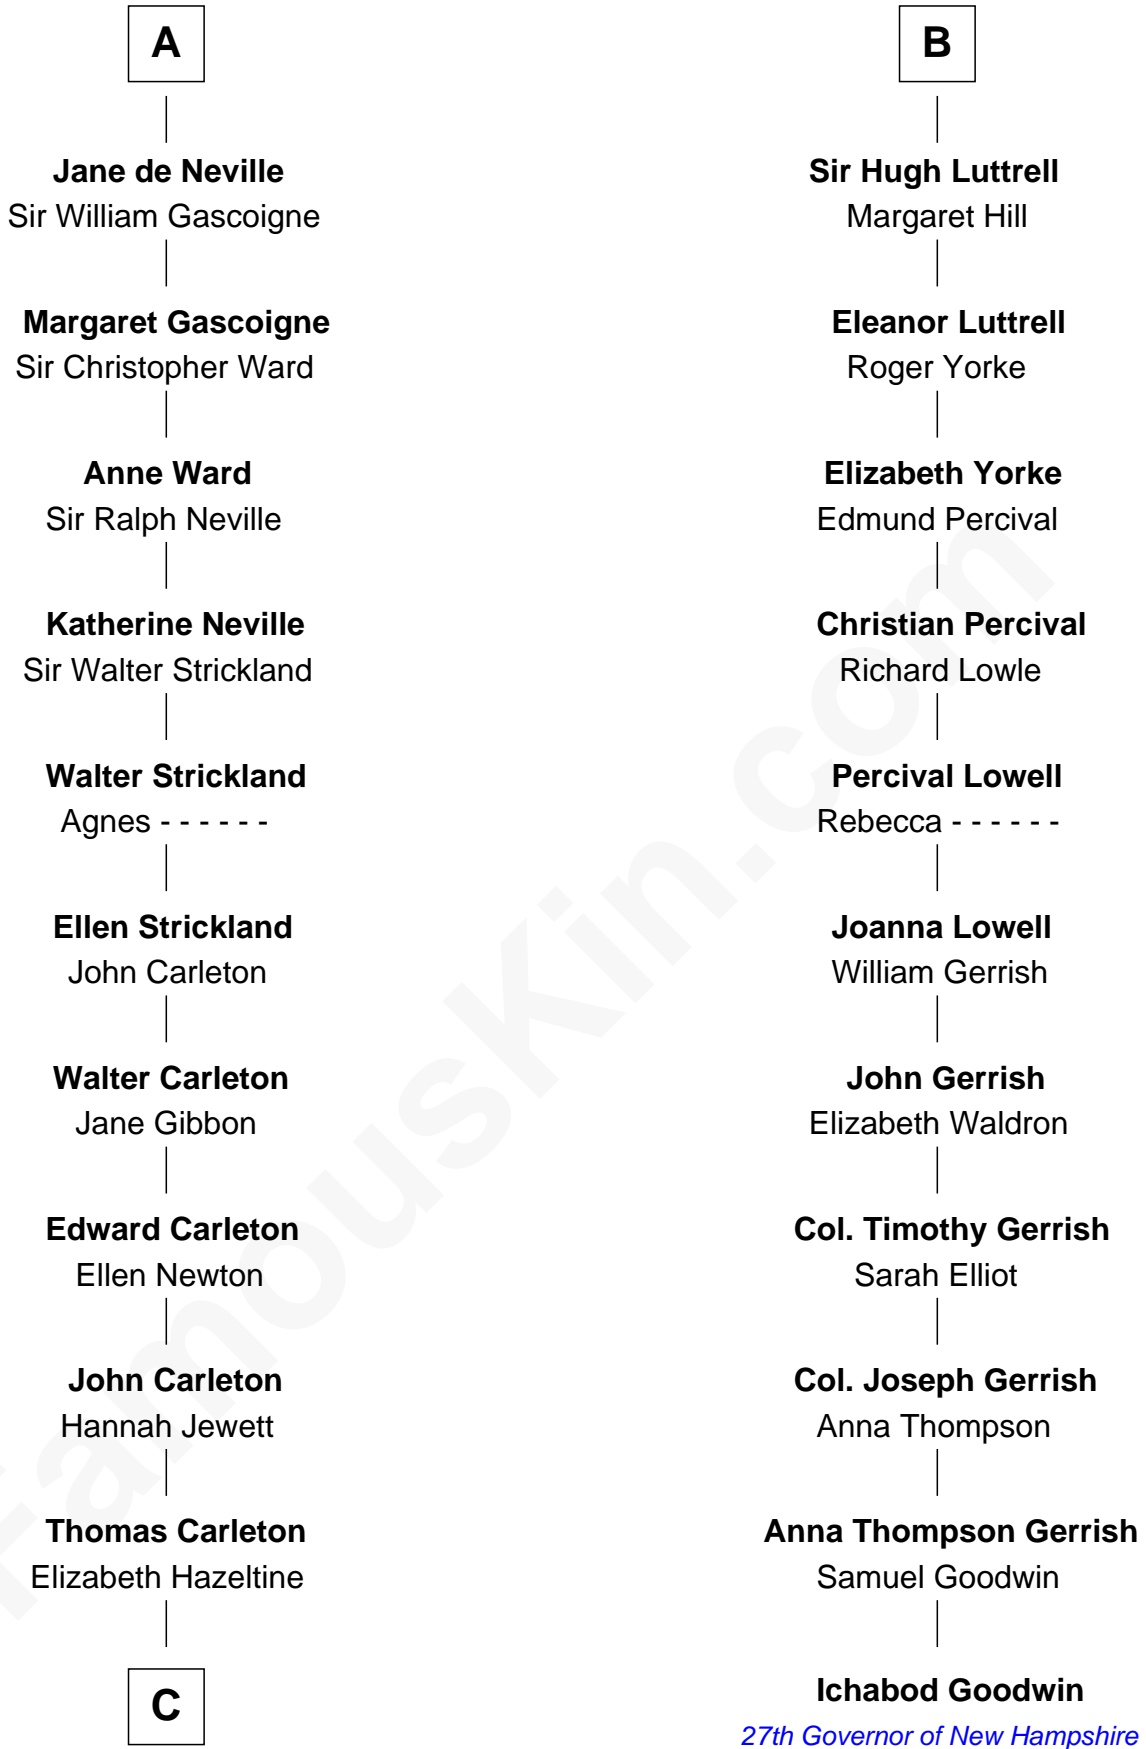 A
Jane de Neville
Sir William Gascoigne
Margaret Gascoigne
Sir Christopher Ward
Anne Ward
Sir Ralph Neville
Katherine Neville
Sir Walter Strickland
Walter Strickland
Agnes - - - - - -
Ellen Strickland
John Carleton
Walter Carleton
Jane Gibbon
Edward Carleton
Ellen Newton
John Carleton
Hannah Jewett
Thomas Carleton
Elizabeth Hazeltine
C
B
Sir Hugh Luttrell
Margaret Hill
Eleanor Luttrell
Roger Yorke
Elizabeth Yorke
Edmund Percival
Christian Percival
Richard Lowle
Percival Lowell
Rebecca - - - - - -
Joanna Lowell
William Gerrish
John Gerrish
Elizabeth Waldron
Col. Timothy Gerrish
Sarah Elliot
Col. Joseph Gerrish
Anna Thompson
Anna Thompson Gerrish
Samuel Goodwin
Ichabod Goodwin
27th Governor of New Hampshire
FamousKin.com